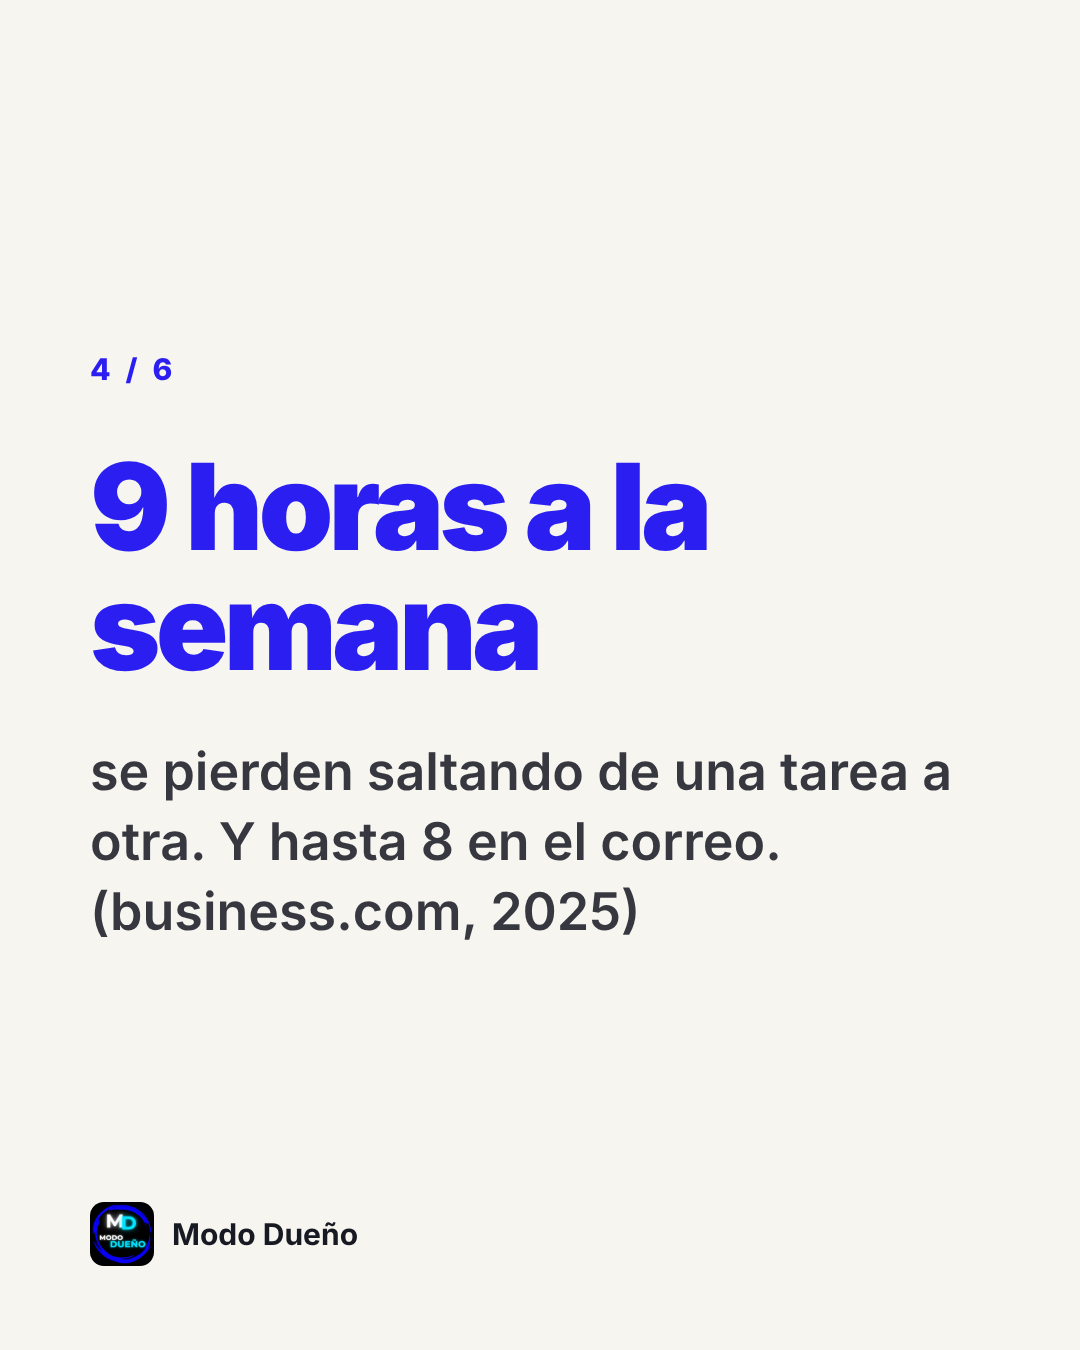 4 / 6
9 horas a la
semana
se pierden saltando de una tarea a
otra. Y hasta 8 en el correo.
(business.com, 2025)
MD
MODO
DUEÑO
Modo Dueño